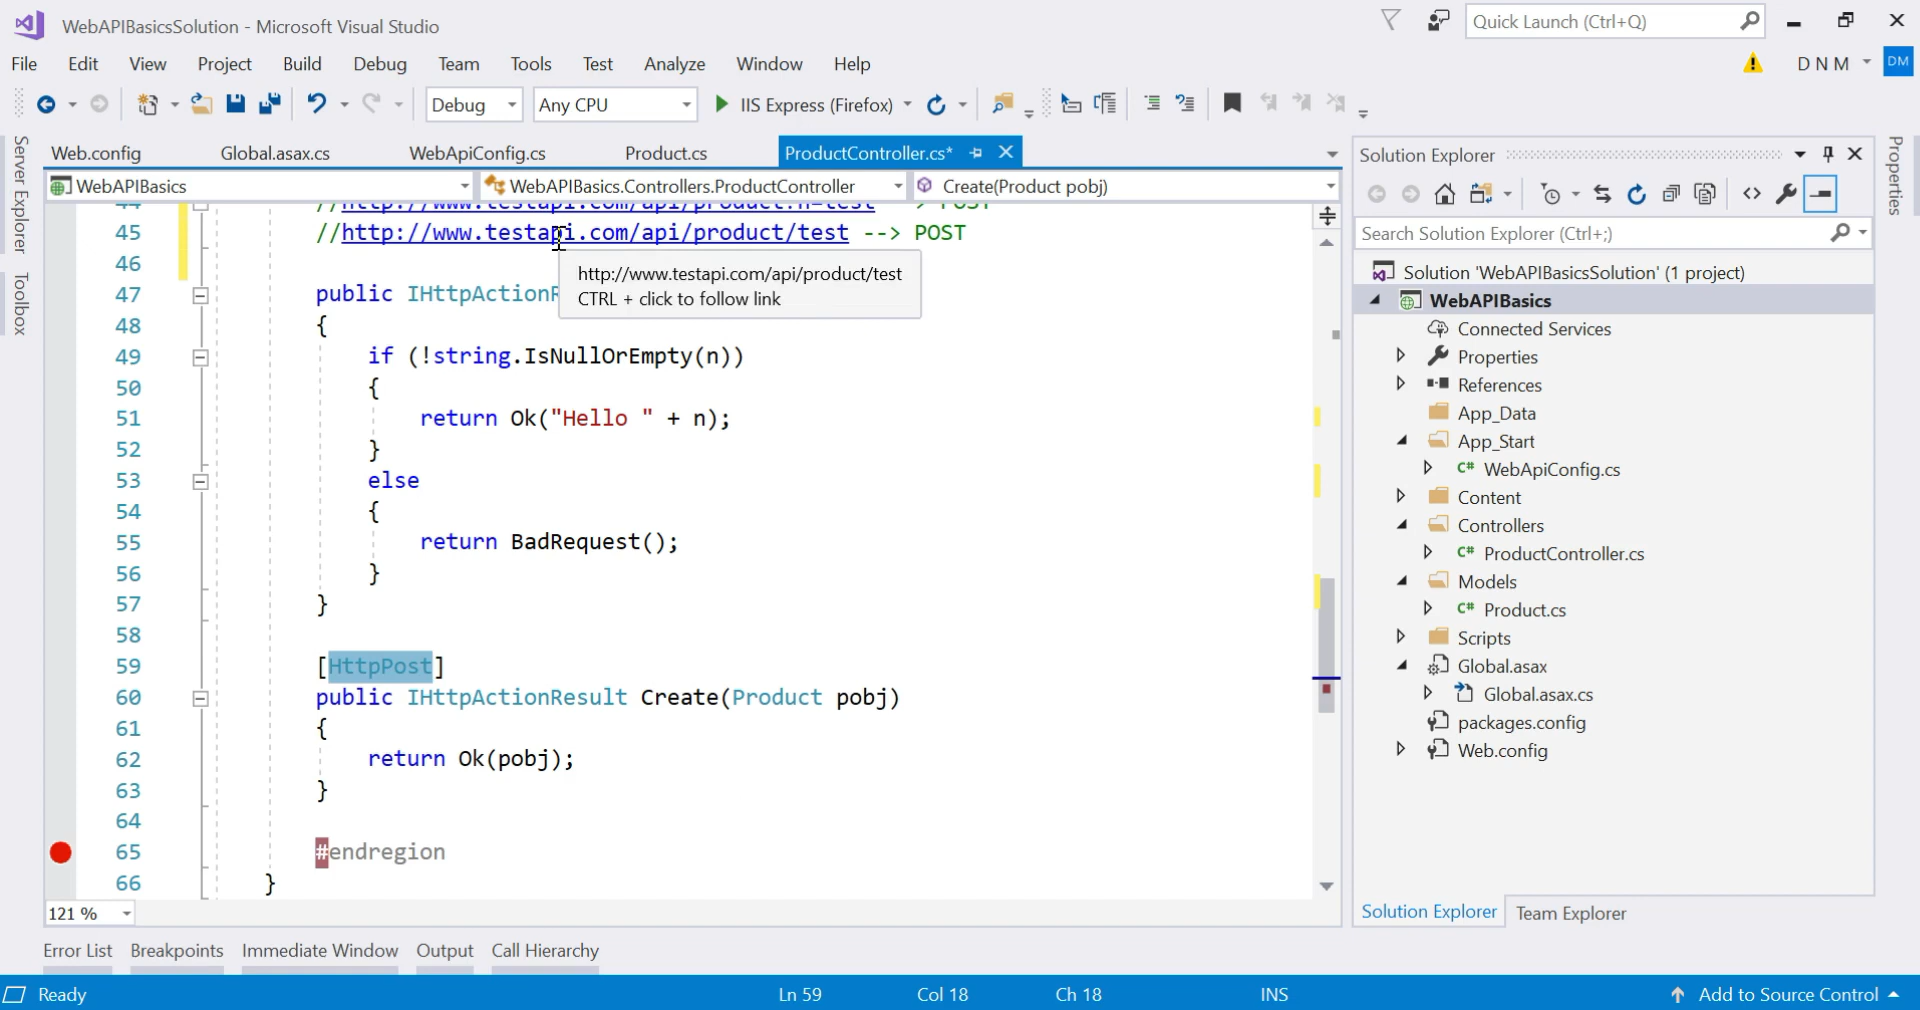 WebAPIBasicsSolution - Microsoft Visual Studio
Quick Launch (Ctrl+Q)
File Edit View Project Build Debug Team Tools Test Analyze Window Help
D N M
DM
Debug
Any CPU
IIS Express (Firefox)
Server Explorer
Toolbox
Web.config
Global.asax.cs
WebApiConfig.cs
Product.cs
ProductController.cs*
WebAPIBasics
WebAPIBasics.Controllers.ProductController
Create(Product pobj)
44 //http://www.testapi.com/api/product?n=test --> POST
45 //http://www.testapi.com/api/product/test --> POST
46
http://www.testapi.com/api/product/test
CTRL + click to follow link
47 public IHttpActionR
48 {
49 if (!string.IsNullOrEmpty(n))
50 {
51 return Ok("Hello " + n);
52 }
53 else
54 {
55 return BadRequest();
56 }
57 }
58
59 [HttpPost]
60 public IHttpActionResult Create(Product pobj)
61 {
62 return Ok(pobj);
63 }
64
65 #endregion
66 }
121 %
Solution Explorer
Search Solution Explorer (Ctrl+;)
Solution 'WebAPIBasicsSolution' (1 project)
WebAPIBasics
Connected Services
Properties
References
App_Data
App_Start
C# WebApiConfig.cs
Content
Controllers
C# ProductController.cs
Models
C# Product.cs
Scripts
Global.asax
Global.asax.cs
packages.config
Web.config
Solution Explorer
Team Explorer
Properties
Error List
Breakpoints
Immediate Window
Output
Call Hierarchy
Ready
Ln 59
Col 18
Ch 18
INS
Add to Source Control